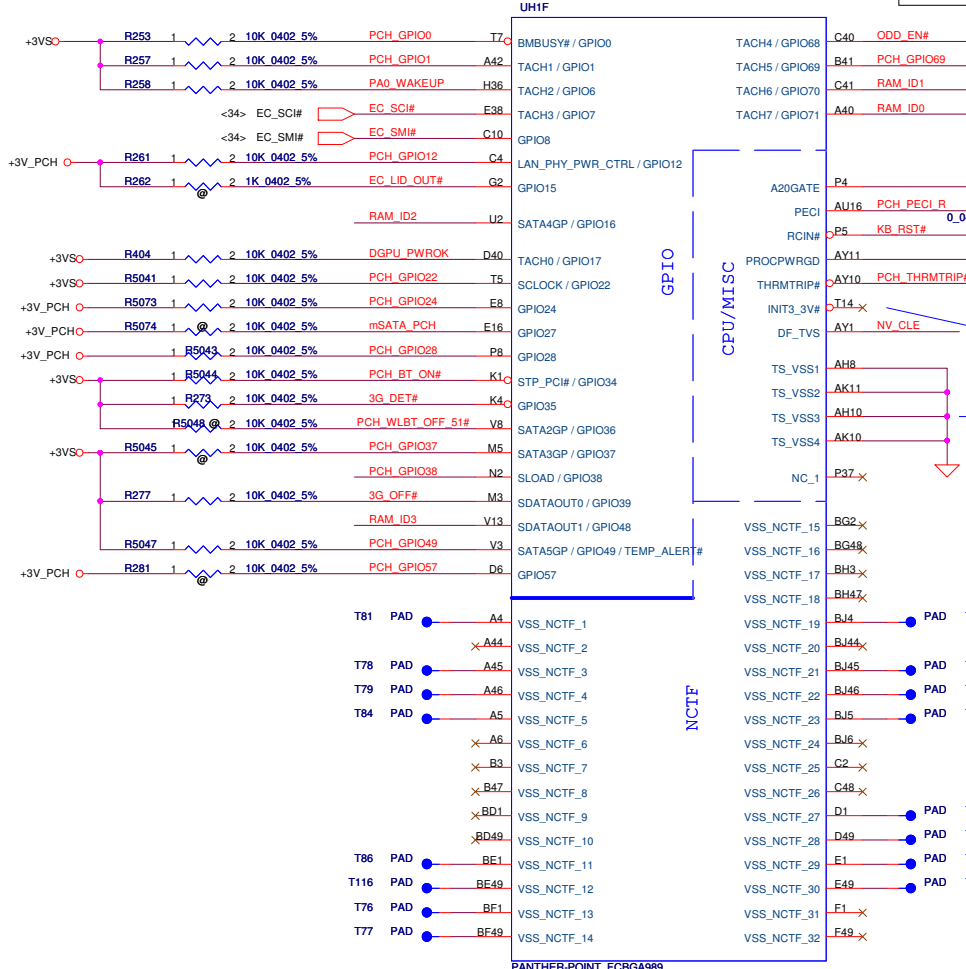 UH1F
+3VS R253 1 2 10K_0402_5% PCH_GPIO0 T7 BMBUSY# / GPIO0 TACH4 / GPIO68 C40 ODD_EN#
R257 1 2 10K_0402_5% PCH_GPIO1 A42 TACH1 / GPIO1 TACH5 / GPIO69 B41 PCH_GPIO69
R258 1 2 10K_0402_5% PA0_WAKEUP H36 TACH2 / GPIO6 TACH6 / GPIO70 C41 RAM_ID1
<34> EC_SCI# EC_SCI# E38 TACH3 / GPIO7 TACH7 / GPIO71 A40 RAM_ID0
<34> EC_SMI# EC_SMI# C10 GPIO8
+3V_PCH R261 1 2 10K_0402_5% PCH_GPIO12 C4 LAN_PHY_PWR_CTRL / GPIO12
R262 1 @ 2 1K_0402_5% EC_LID_OUT# G2 GPIO15 A20GATE P4
PECI AU16 PCH_PECI_R
RAM_ID2 U2 SATA4GP / GPIO16 RCIN# P5 KB_RST#
+3VS R404 1 2 10K_0402_5% DGPU_PWROK D40 TACH0 / GPIO17 PROCPWRGD AY11
+3VS R5041 1 2 10K_0402_5% PCH_GPIO22 T5 SCLOCK / GPIO22 THRMTRIP# AY10 PCH_THRMTRIP#
+3V_PCH R5073 1 2 10K_0402_5% PCH_GPIO24 E8 GPIO24 INIT3_3V# T14
+3V_PCH R5074 1 @ 2 10K_0402_5% mSATA_PCH E16 GPIO27 DF_TVS AY1 NV_CLE
+3V_PCH R5043 1 2 10K_0402_5% PCH_GPIO28 P8 GPIO28
+3VS R5044 1 2 10K_0402_5% PCH_BT_ON# K1 STP_PCI# / GPIO34 TS_VSS1 AH8
R273 1 2 10K_0402_5% 3G_DET# K4 GPIO35 TS_VSS2 AK11
R5048 @ 2 10K_0402_5% PCH_WLBT_OFF_51# V8 SATA2GP / GPIO36 TS_VSS3 AH10
+3VS R5045 1 @ 2 10K_0402_5% PCH_GPIO37 M5 SATA3GP / GPIO37 TS_VSS4 AK10
PCH_GPIO38 N2 SLOAD / GPIO38 NC_1 P37
R277 1 2 10K_0402_5% 3G_OFF# M3 SDATAOUT0 / GPIO39
RAM_ID3 V13 SDATAOUT1 / GPIO48 VSS_NCTF_15 BG2
R5047 1 2 10K_0402_5% PCH_GPIO49 V3 SATA5GP / GPIO49 / TEMP_ALERT# VSS_NCTF_16 BG48
+3V_PCH R281 1 @ 2 10K_0402_5% PCH_GPIO57 D6 GPIO57 VSS_NCTF_17 BH3
VSS_NCTF_18 BH47
GPIO
CPU/MISC
NCTF
T81 PAD A4 VSS_NCTF_1 VSS_NCTF_19 BJ4 PAD
A44 VSS_NCTF_2 VSS_NCTF_20 BJ44
T78 PAD A45 VSS_NCTF_3 VSS_NCTF_21 BJ45 PAD
T79 PAD A46 VSS_NCTF_4 VSS_NCTF_22 BJ46 PAD
T84 PAD A5 VSS_NCTF_5 VSS_NCTF_23 BJ5 PAD
A6 VSS_NCTF_6 VSS_NCTF_24 BJ6
B3 VSS_NCTF_7 VSS_NCTF_25 C2
B47 VSS_NCTF_8 VSS_NCTF_26 C48
BD1 VSS_NCTF_9 VSS_NCTF_27 D1 PAD
BD49 VSS_NCTF_10 VSS_NCTF_28 D49 PAD
T86 PAD BE1 VSS_NCTF_11 VSS_NCTF_29 E1 PAD
T116 PAD BE49 VSS_NCTF_12 VSS_NCTF_30 E49 PAD
T76 PAD BF1 VSS_NCTF_13 VSS_NCTF_31 F1
T77 PAD BF49 VSS_NCTF_14 VSS_NCTF_32 F49
PANTHER-POINT_FCBGA989